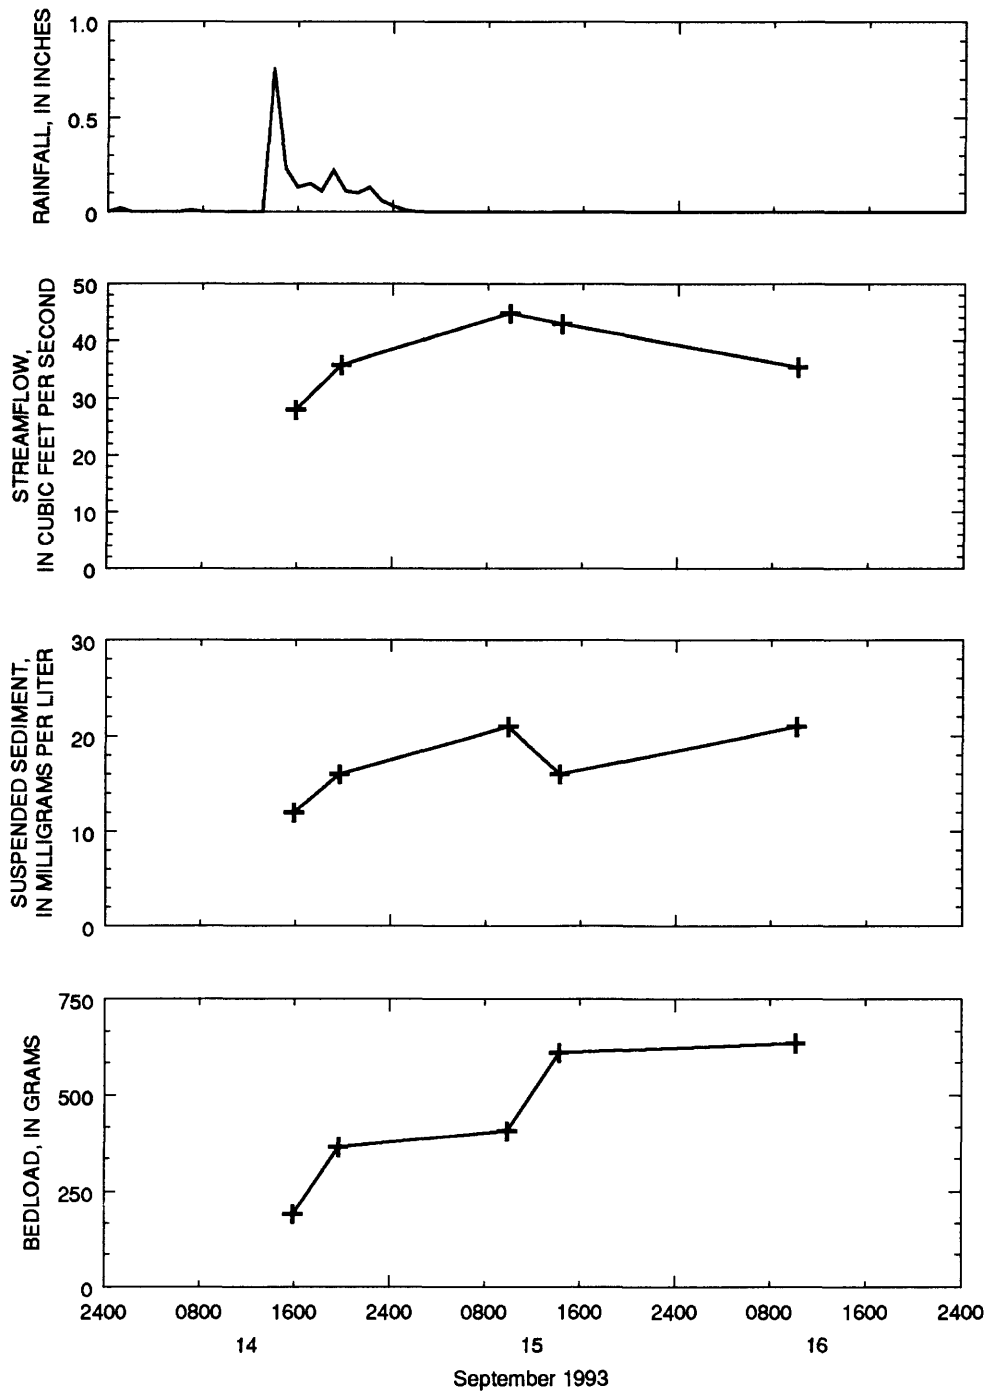 RAINFALL, IN INCHES
1.0
0.5
0
STREAMFLOW,
IN CUBIC FEET PER SECOND
50
40
30
20
10
0
SUSPENDED SEDIMENT,
IN MILLIGRAMS PER LITER
30
20
10
0
BEDLOAD, IN GRAMS
750
500
250
0
2400 0800 1600 2400 0800 1600 2400 0800 1600 2400
14 15 16
September 1993